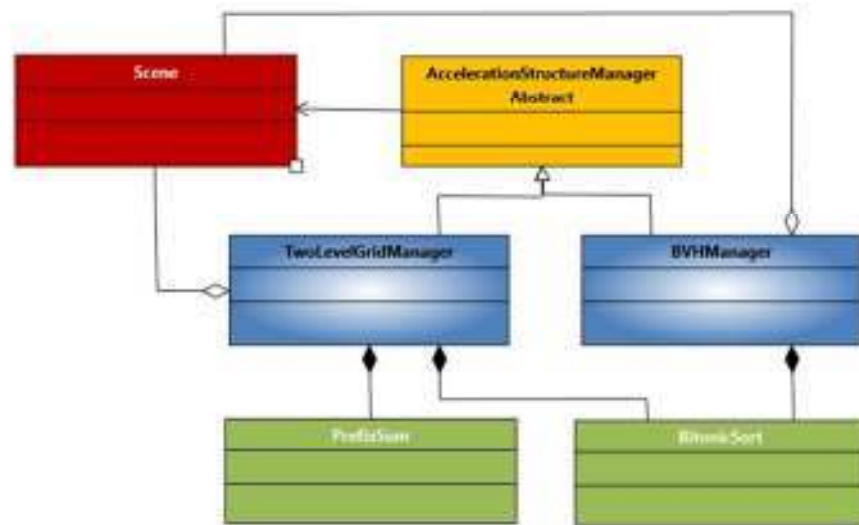 Scene
AccelerationStructureManager
Abstract
TwoLevelGridManager
BVHManager
PrefixSum
BitonicSort